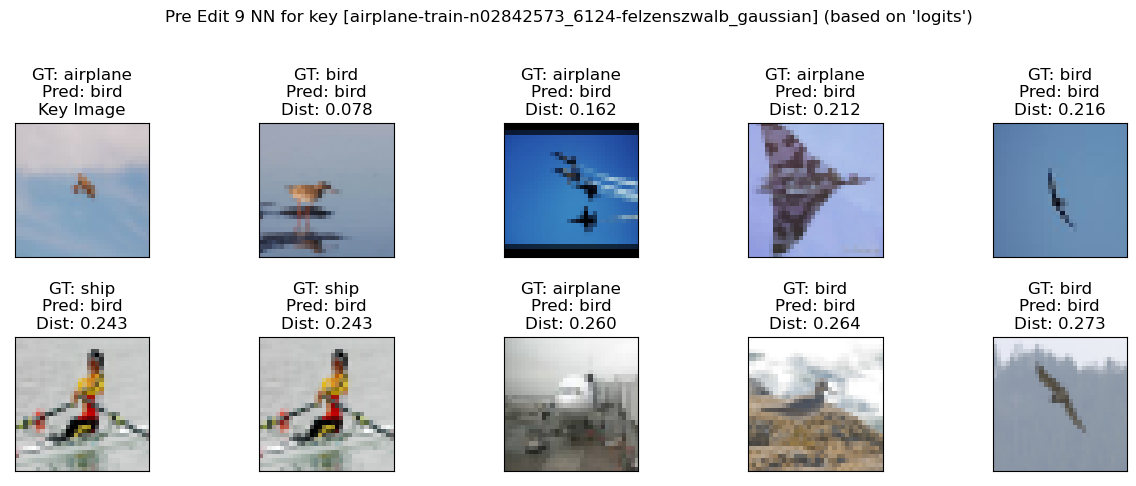 Pre Edit 9 NN for key [airplane-train-n02842573_6124-felzenszwalb_gaussian] (based on 'logits')
GT: airplane
Pred: bird
Key Image
GT: bird
Pred: bird
Dist: 0.078
GT: airplane
Pred: bird
Dist: 0.162
GT: airplane
Pred: bird
Dist: 0.212
GT: bird
Pred: bird
Dist: 0.216
GT: ship
Pred: bird
Dist: 0.243
GT: ship
Pred: bird
Dist: 0.243
GT: airplane
Pred: bird
Dist: 0.260
GT: bird
Pred: bird
Dist: 0.264
GT: bird
Pred: bird
Dist: 0.273